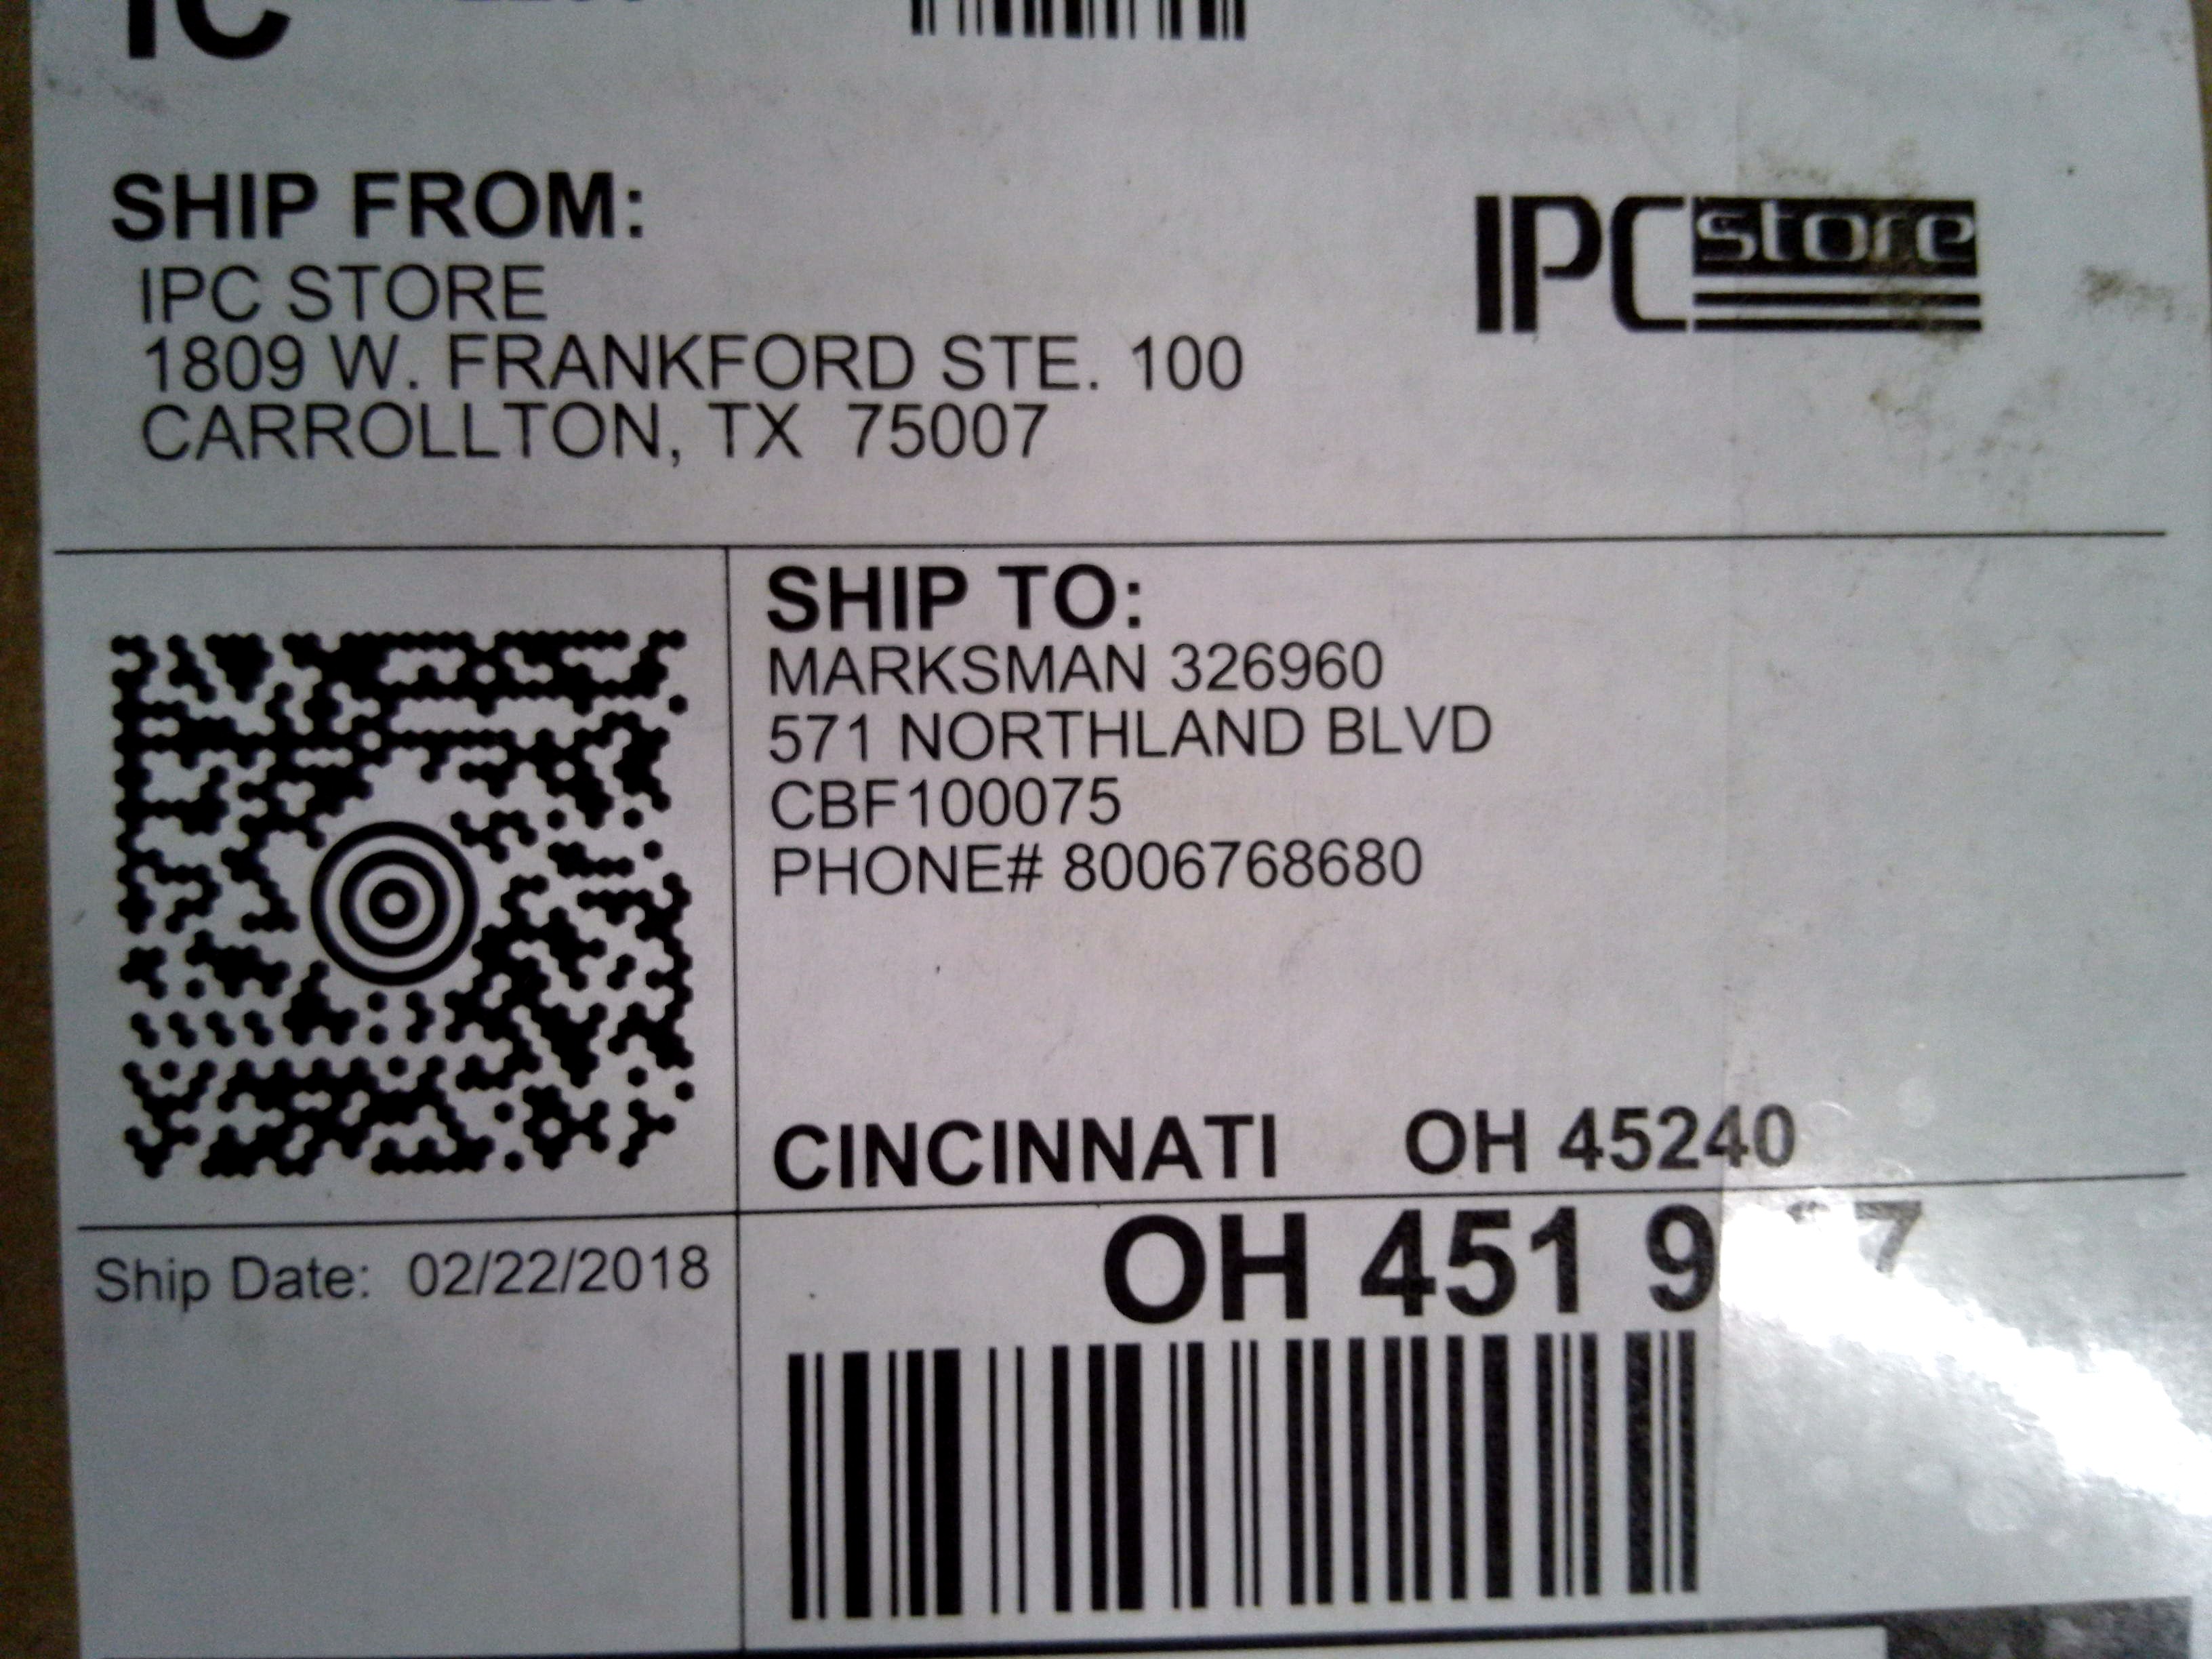 SHIP FROM:
IPC STORE
1809 W. FRANKFORD STE. 100
CARROLLTON, TX 75007
IPC store
SHIP TO:
MARKSMAN 326960
571 NORTHLAND BLVD
CBF100075
PHONE# 8006768680
CINCINNATI OH 45240
OH 451
Ship Date: 02/22/2018